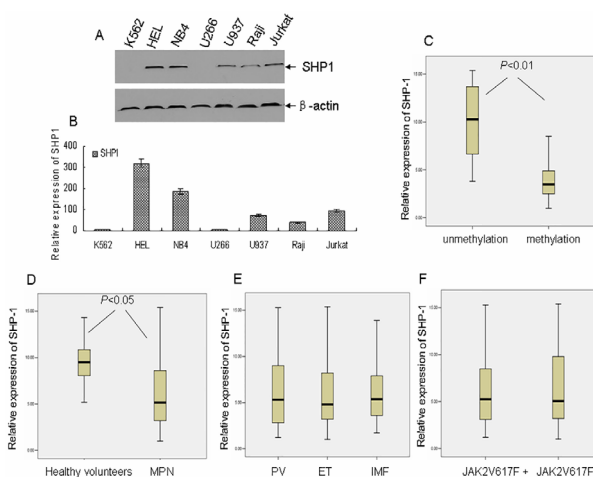 A
K562
HEL
NB4
U266
U937
Raji
Jurkat
SHP1
β-actin
B
Relative expression of SHP1
SHP1
400
300
200
100
0
K562 HEL NB4 U266 U937 Raji Jurkat
C
Relative expression of SHP-1
P<0.01
unmethylation methylation
D
Relative expression of SHP-1
P<0.05
Healthy volunteers MPN
E
Relative expression of SHP-1
PV ET IMF
F
Relative expression of SHP-1
JAK2V617F + JAK2V617F